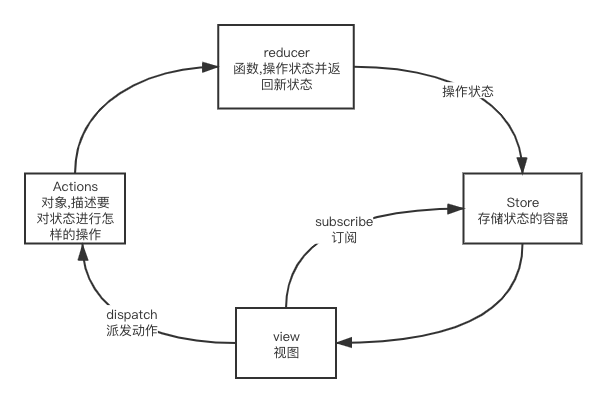 reducer
函数,操作状态并返
回新状态
操作状态
Actions
对象,描述要
对状态进行怎
样的操作
Store
存储状态的容器
subscribe
订阅
dispatch
派发动作
view
视图